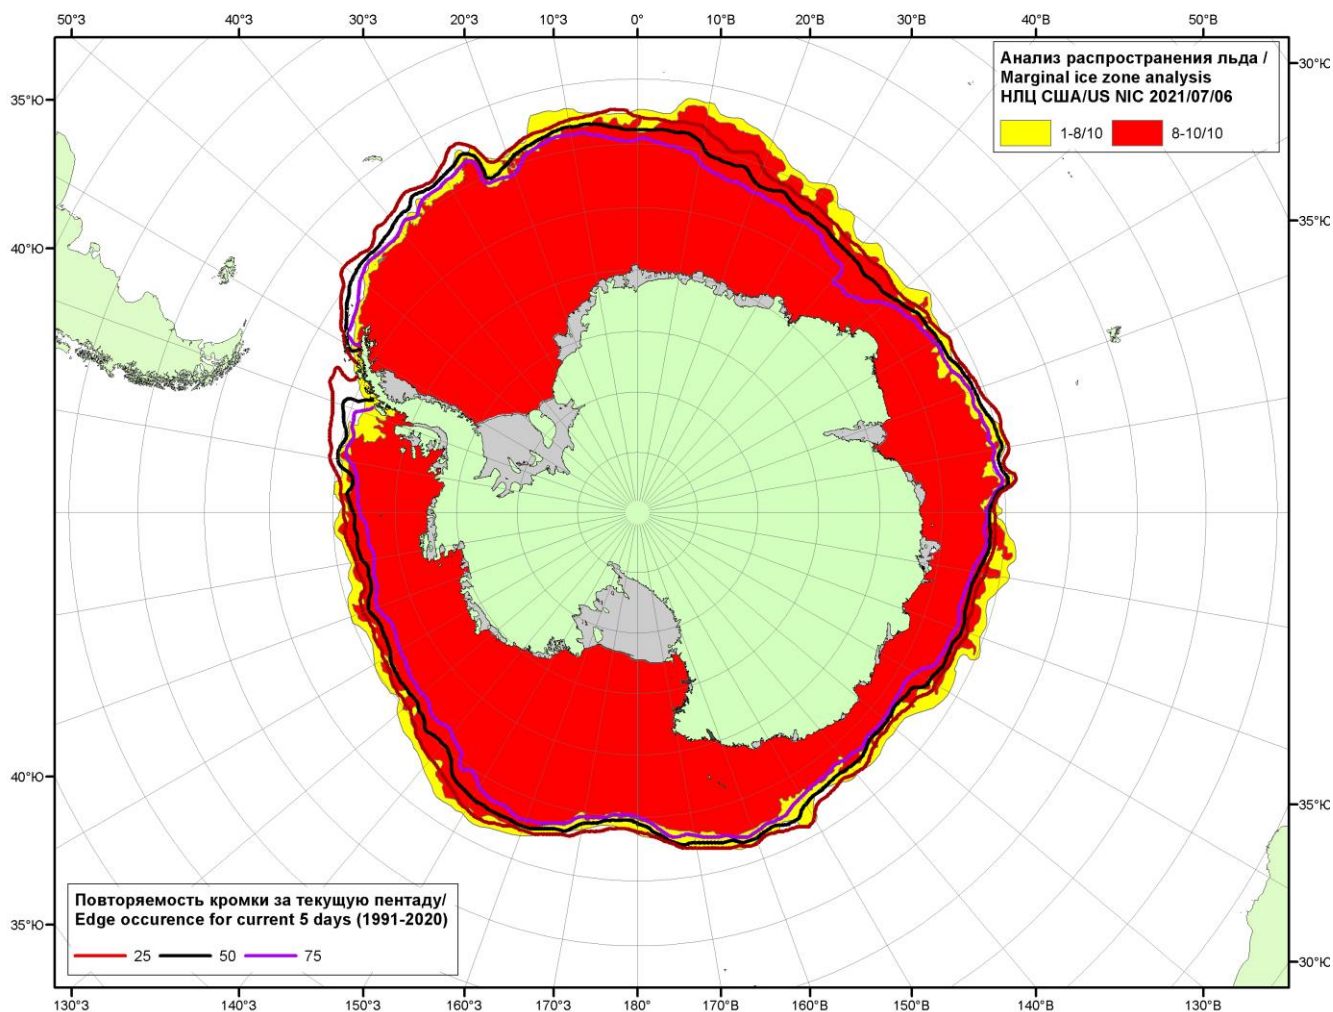 50°З 40°З 30°З 20°З 10°З 0° 10°В 20°В 30°В 40°В 50°В
Анализ распространения льда /
Marginal ice zone analysis
НЛЦ США/US NIC 2021/07/06
1-8/10 8-10/10
30°Ю
35°Ю
35°Ю
40°Ю
40°Ю
35°Ю
35°Ю
30°Ю
Повторяемость кромки за текущую пентаду/
Edge occurence for current 5 days (1991-2020)
25 50 75
130°З 140°З 150°З 160°З 170°З 180° 170°В 160°В 150°В 140°В 130°В